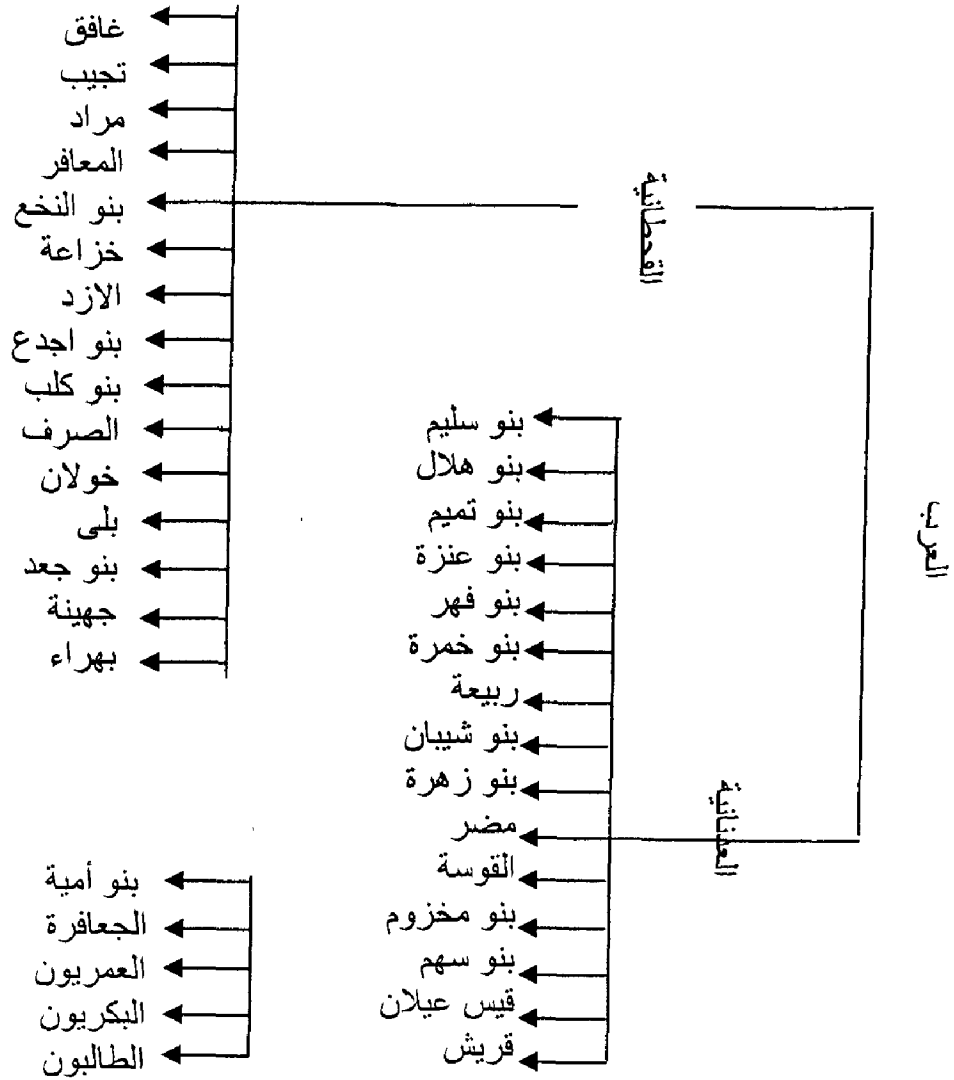 العرب
القحطانية
غافق
تجيب
مراد
المعافر
بنو النخع
خزاعة
الازد
بنو اجدع
بنو كلب
الصرف
خولان
بلى
بنو جعد
جهينة
بهراء
العدنانية
بنو سليم
بنو هلال
بنو تميم
بنو عنزة
بنو فهر
بنو خمرة
ربيعة
بنو شيبان
بنو زهرة
مضر
القوسة
بنو مخزوم
بنو سهم
قيس عيلان
قريش
بنو أمية
الجعافرة
العمريون
البكريون
الطالبون